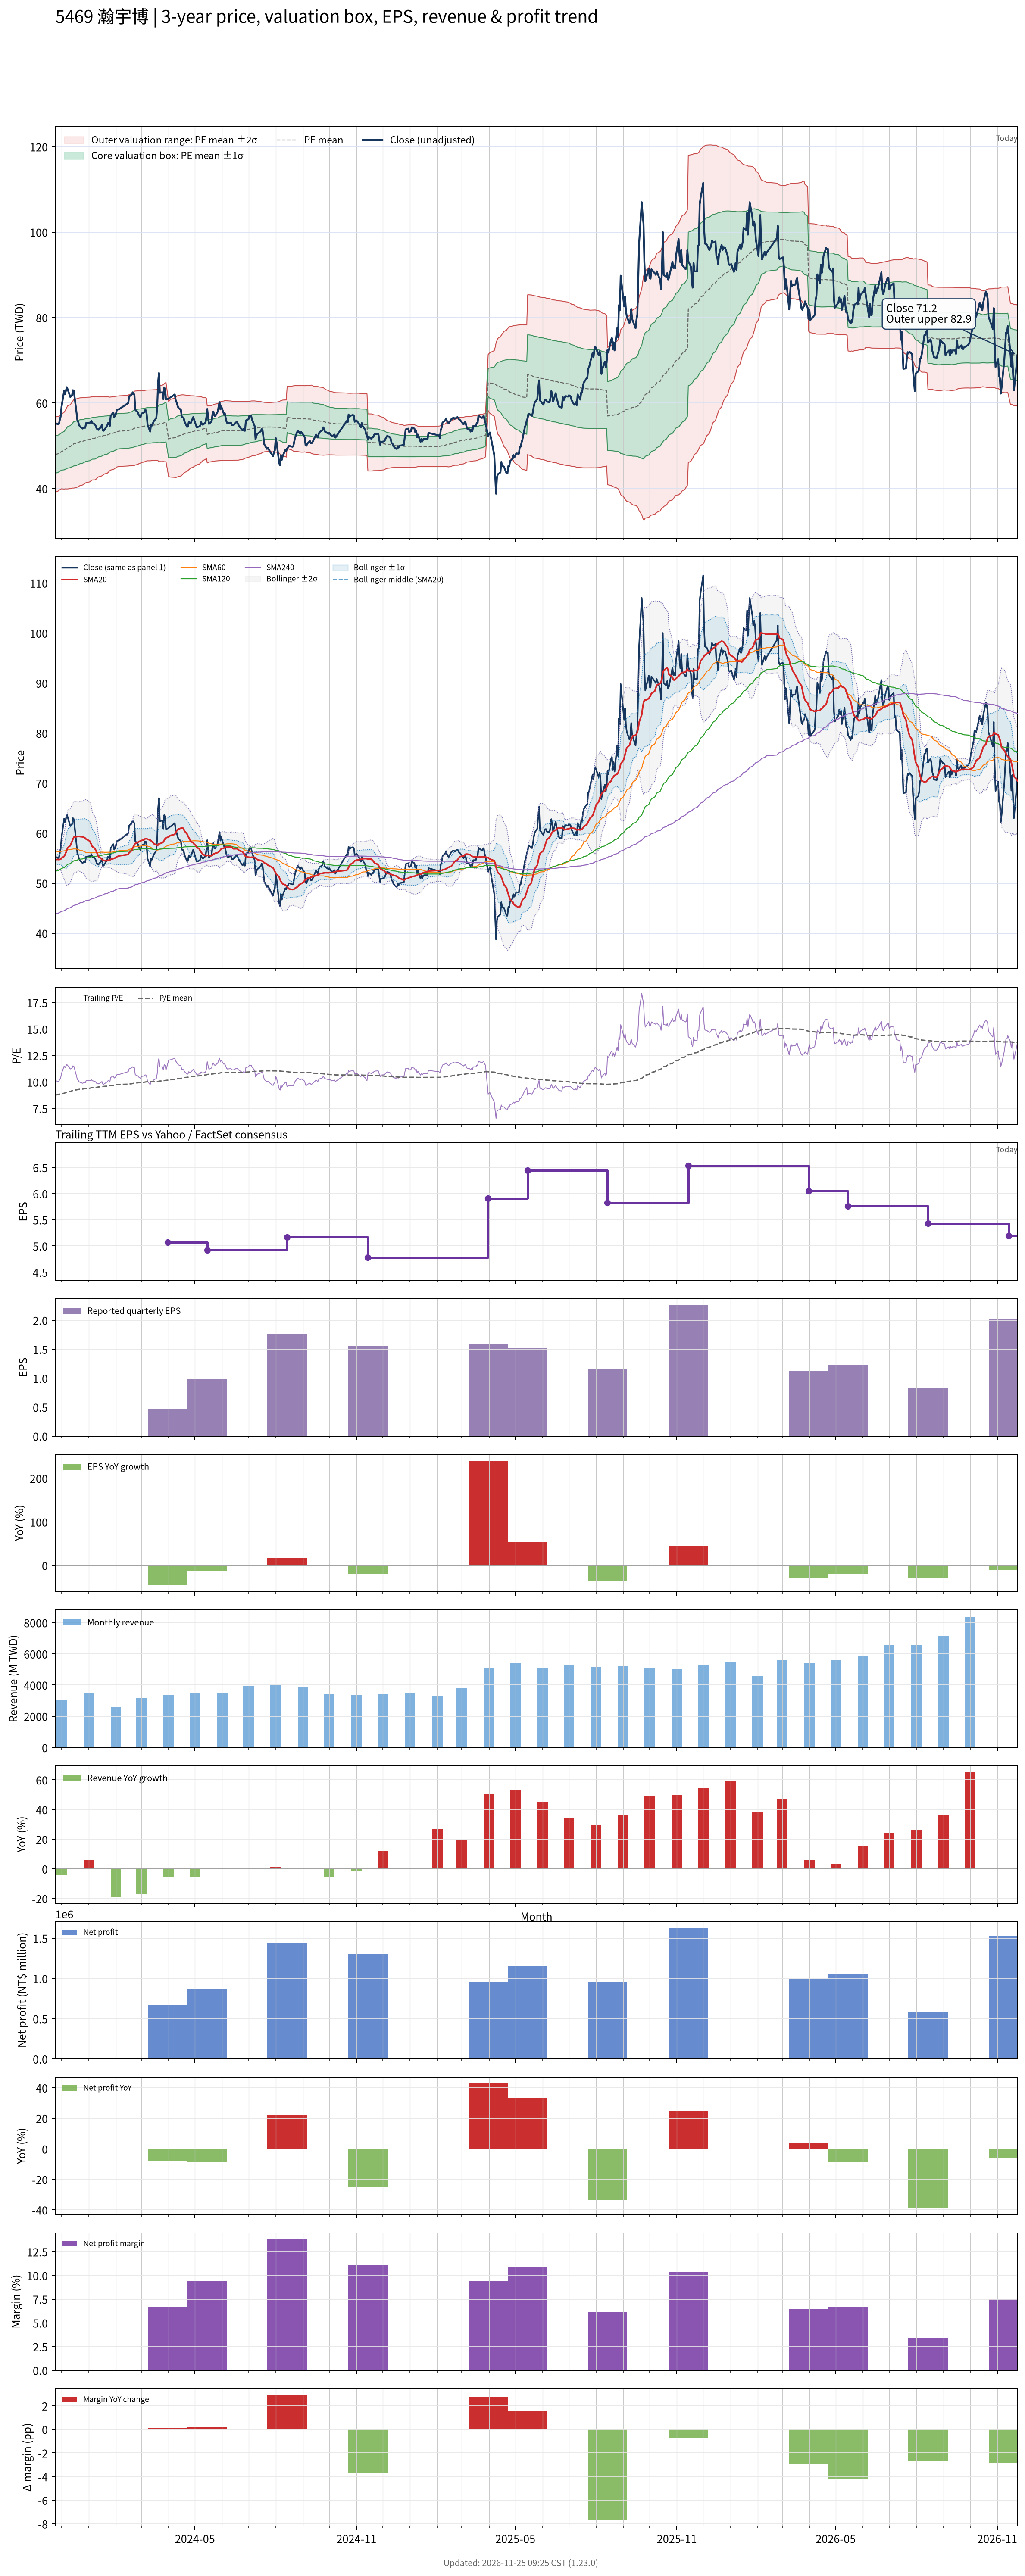 5469 瀚宇博 | 3-year price, valuation box, EPS, revenue & profit trend
Outer valuation range: PE mean ±2σ
PE mean
Close (unadjusted)
Core valuation box: PE mean ±1σ
Today
Price (TWD)
120
100
80
60
40
Close 71.2
Outer upper 82.9
Close (same as panel 1)
SMA60
SMA240
Bollinger ±1σ
SMA20
SMA120
Bollinger ±2σ
Bollinger middle (SMA20)
Price
110
100
90
80
70
60
50
40
Trailing P/E
P/E mean
P/E
17.5
15.0
12.5
10.0
7.5
Trailing TTM EPS vs Yahoo / FactSet consensus
Today
EPS
6.5
6.0
5.5
5.0
4.5
Reported quarterly EPS
EPS
2.0
1.5
1.0
0.5
0.0
EPS YoY growth
YoY (%)
200
100
0
Monthly revenue
Revenue (M TWD)
8000
6000
4000
2000
0
Revenue YoY growth
YoY (%)
60
40
20
0
-20
Month
1e6
Net profit
Net profit (NT$ million)
1.5
1.0
0.5
0.0
Net profit YoY
YoY (%)
40
20
0
-20
-40
Net profit margin
Margin (%)
12.5
10.0
7.5
5.0
2.5
0.0
Margin YoY change
Δ margin (pp)
2
0
-2
-4
-6
-8
2024-05
2024-11
2025-05
2025-11
2026-05
2026-11
Updated: 2026-11-25 09:25 CST (1.23.0)